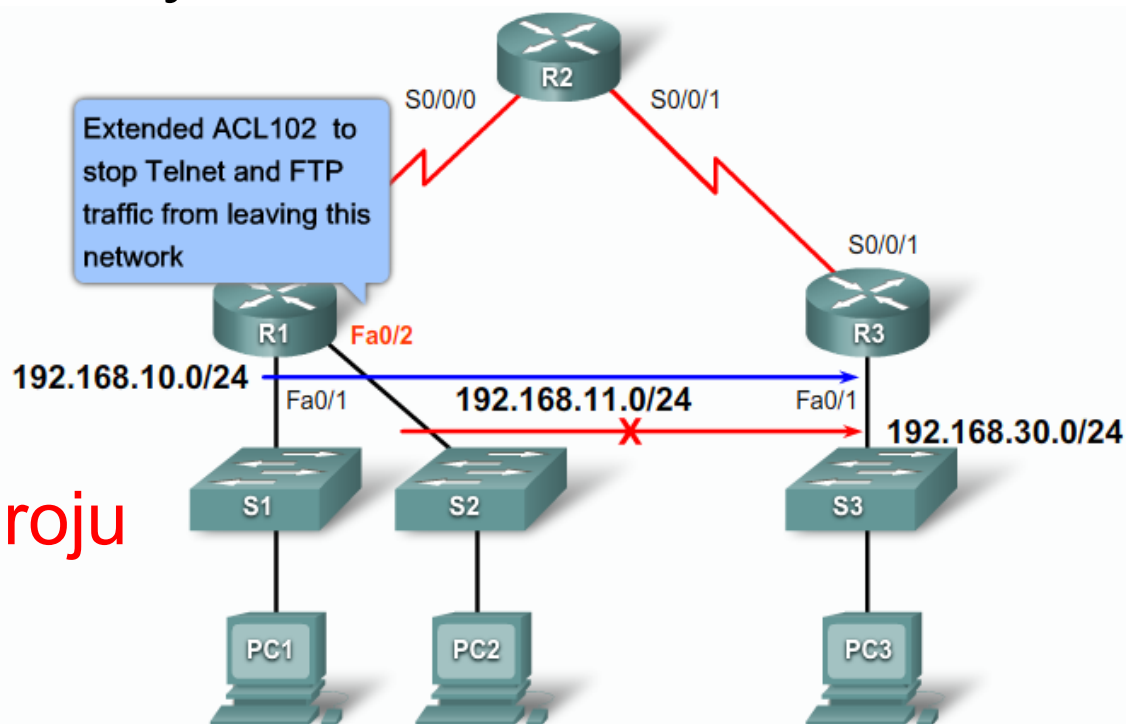 R2
S0/0/0
S0/0/1
Extended ACL102 to
stop Telnet and FTP
traffic from leaving this
network
S0/0/1
R1
Fa0/2
R3
192.168.10.0/24
Fa0/1
192.168.11.0/24
Fa0/1
X
192.168.30.0/24
S1
S2
S3
roju
PC1
PC2
PC3